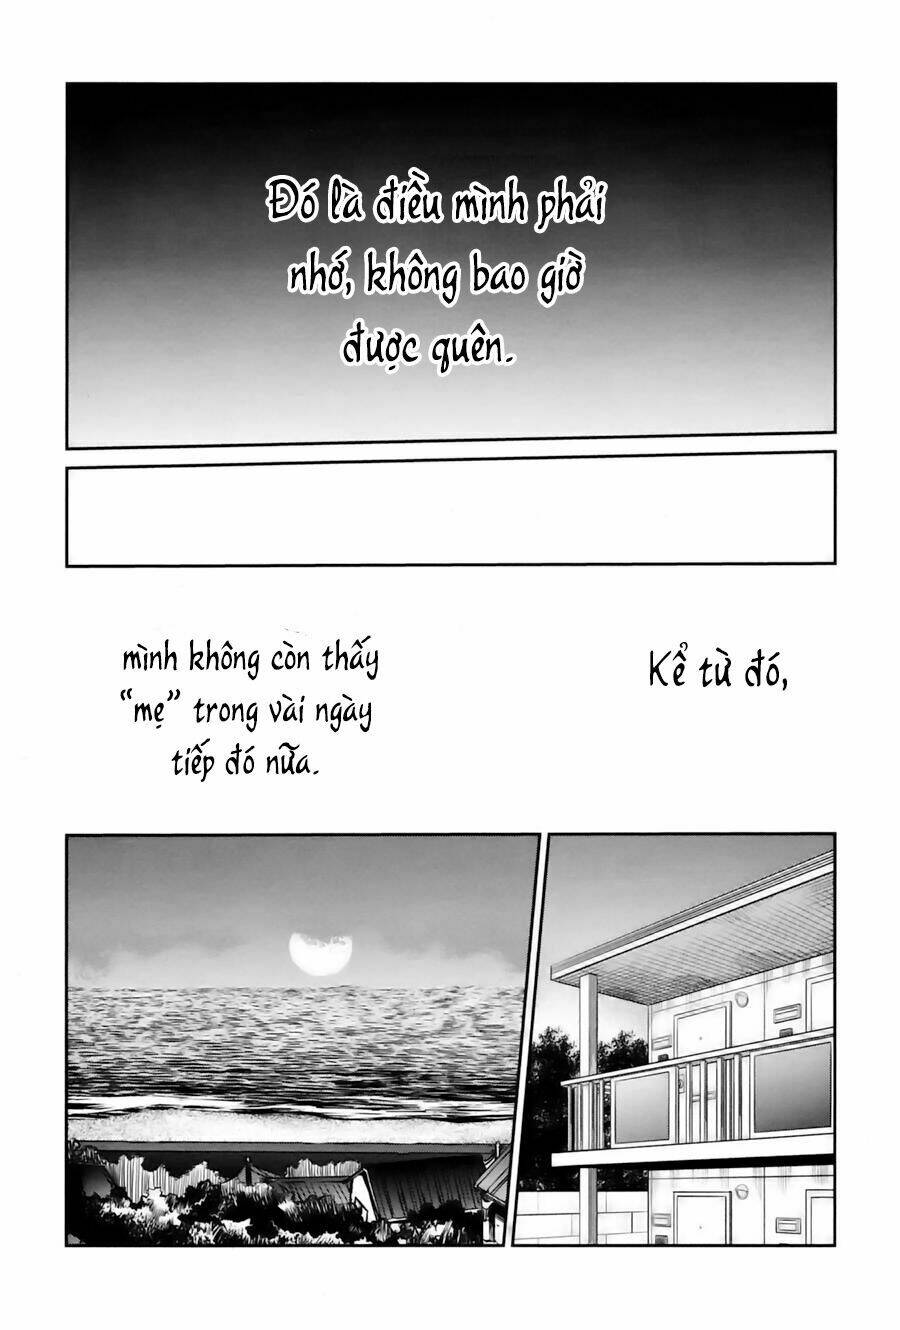 Đó là điều mình phải
nhớ, không bao giờ
được quên.
Kể từ đó,
mình không còn thấy
“mẹ” trong vài ngày
tiếp đó nữa.